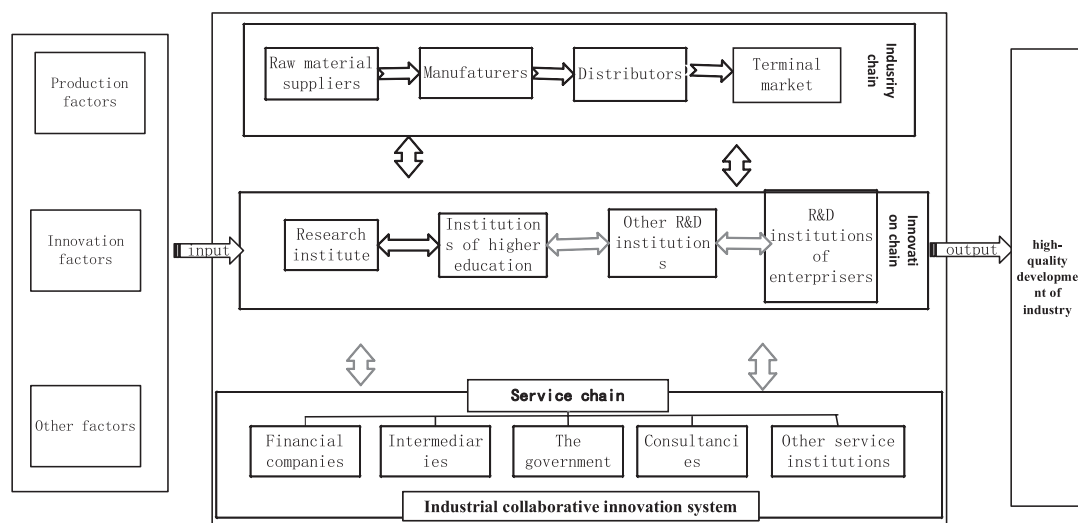 Production
factors
Innovation
factors
Other factors
input
Raw material
suppliers
Manufaturers
Distributors
Terminal
market
Indusriry
chain
Research
institute
Institution
s of higher
education
Other R&D
institution
s
R&D
institutions
of
enterprisers
Innovati
on chain
Service chain
Financial
companies
Intermediar
ies
The
government
Consultanci
es
Other service
institutions
Industrial collaborative innovation system
output
high-
quality
developme
nt of
industry